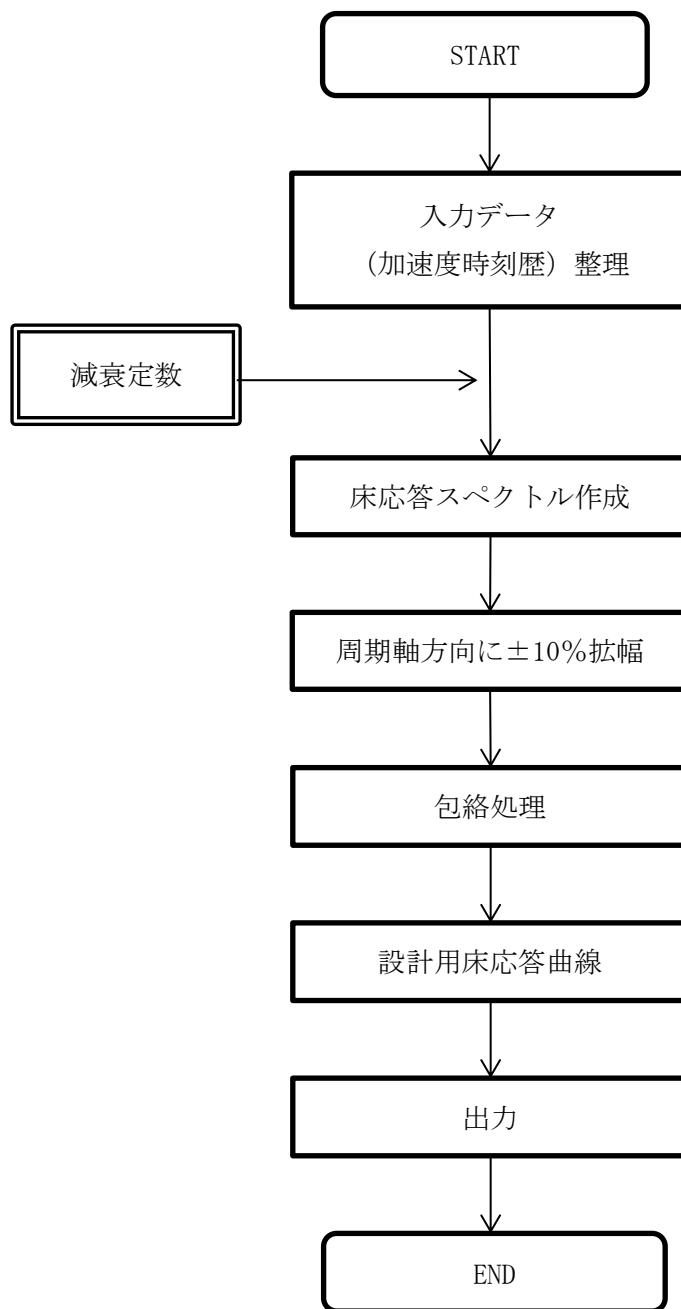 START
入力データ
（加速度時刻歴）整理
減衰定数
床応答スペクトル作成
周期軸方向に±10％拡幅
包絡処理
設計用床応答曲線
出力
END